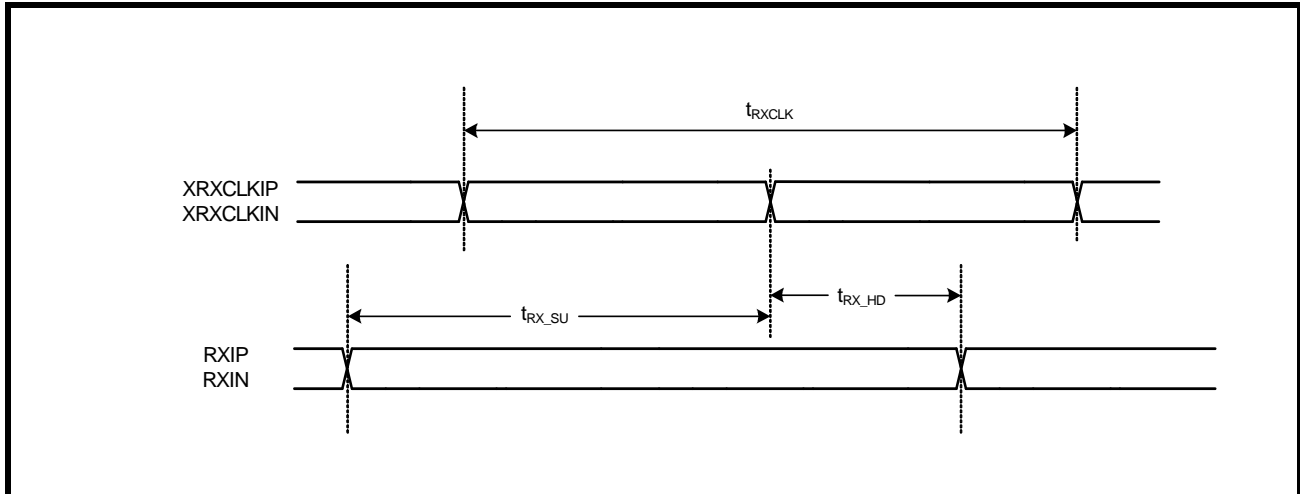 tRXCLK
XRXCLKIP
XRXCLKIN
tRX_HD
tRX_SU
RXIP
RXIN